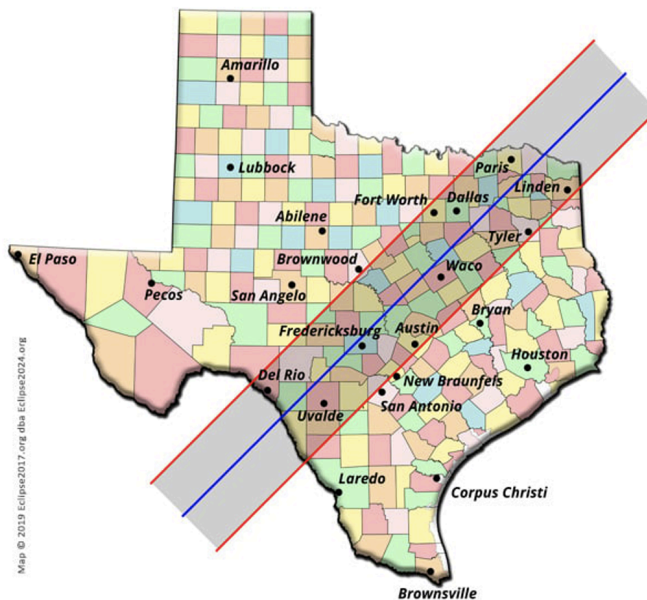 Amarillo
Lubbock
Paris
Linden
Fort Worth
Dallas
Abilene
Tyler
El Paso
Brownwood
Waco
Pecos
San Angelo
Bryan
Fredericksburg
Austin
Houston
Del Rio
New Braunfels
Uvalde
San Antonio
Laredo
Corpus Christi
Brownsville
Map © 2019 Eclipse2017.org dba Eclipse2024.org